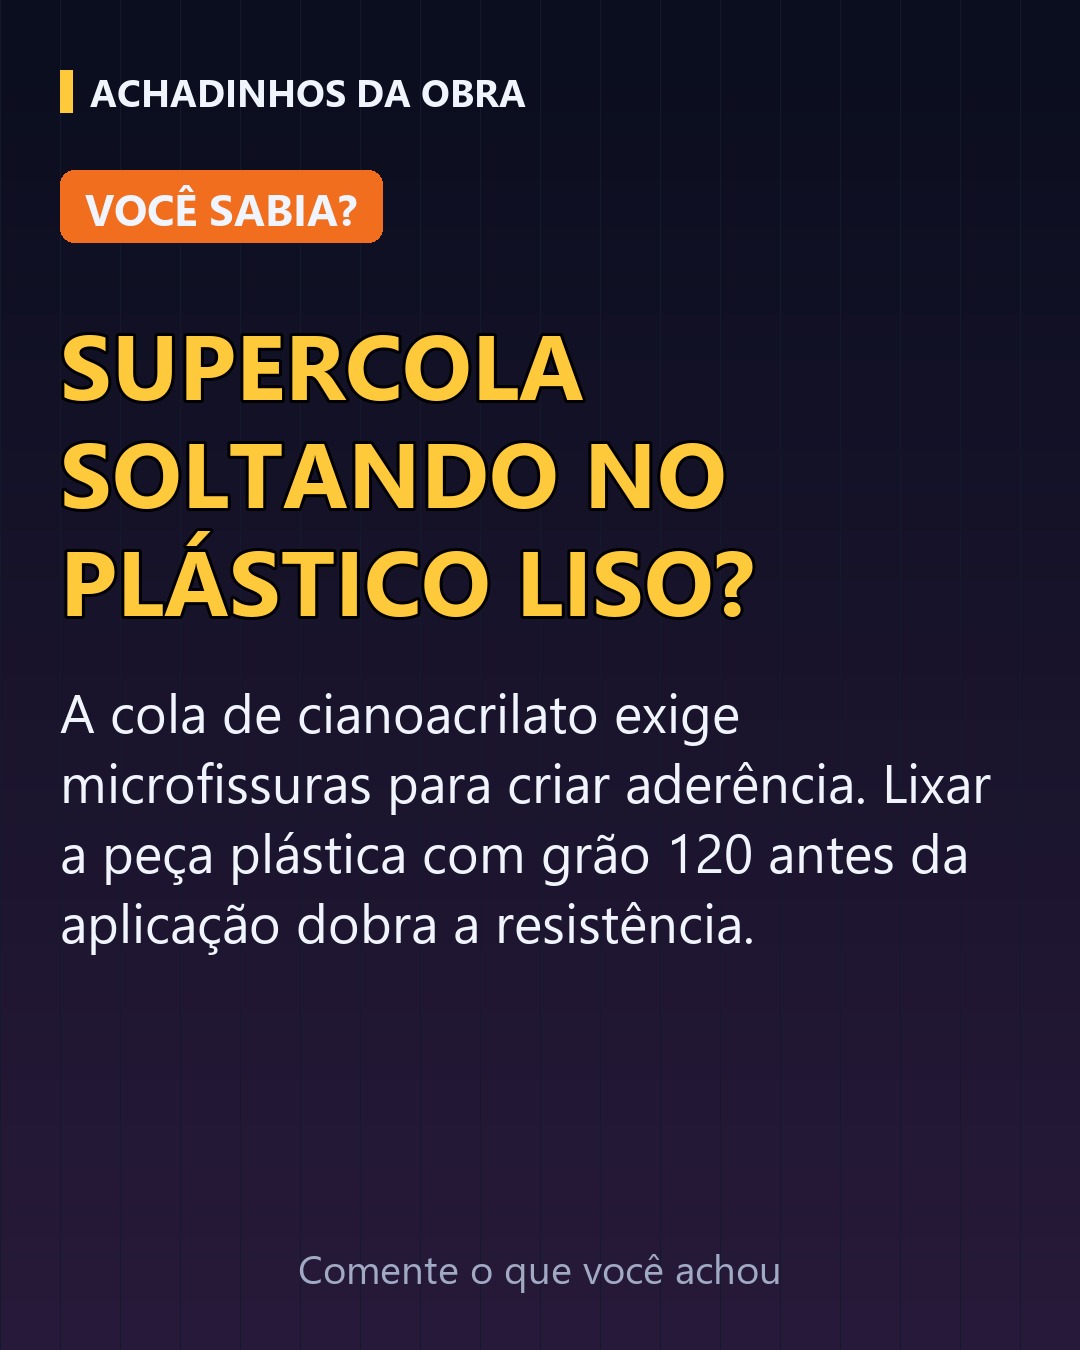 ACHADINHOS DA OBRA
VOCÊ SABIA?
SUPERCOLA
SOLTANDO NO
PLÁSTICO LISO?
A cola de cianoacrilato exige
microfissuras para criar aderência. Lixar
a peça plástica com grão 120 antes da
aplicação dobra a resistência.
Comente o que você achou